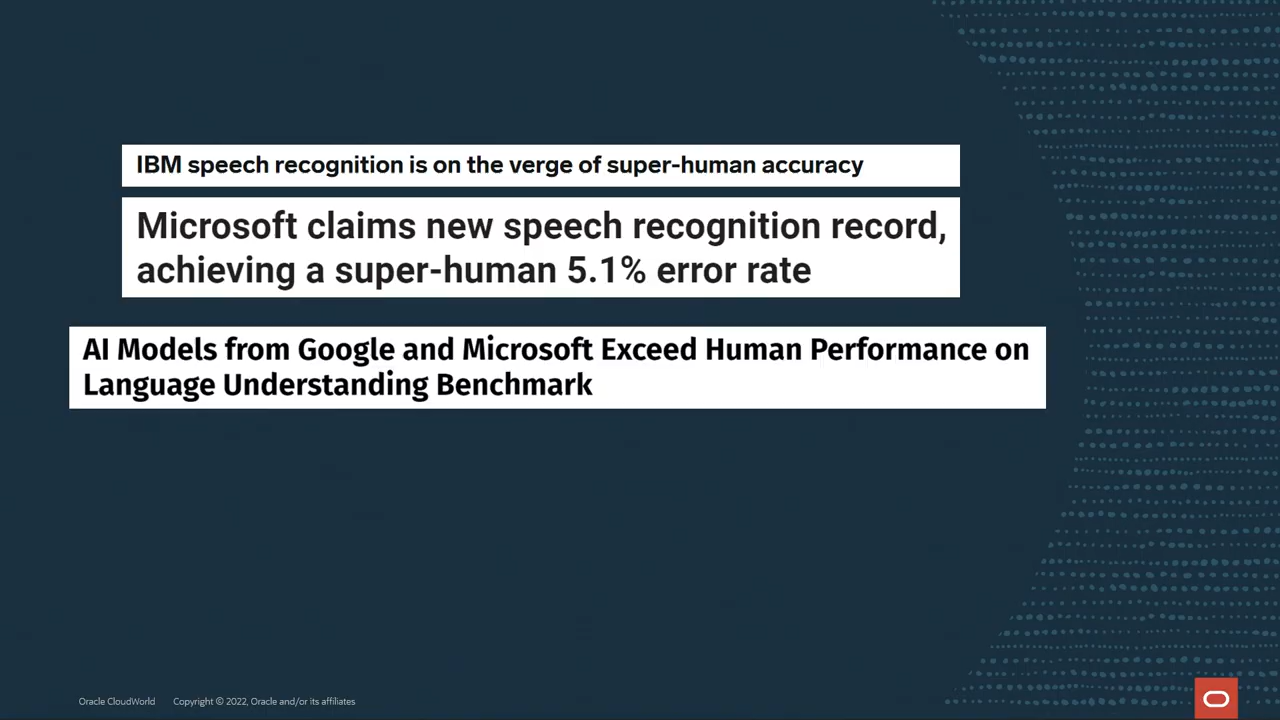 IBM speech recognition is on the verge of super-human accuracy
Microsoft claims new speech recognition record,
achieving a super-human 5.1% error rate
AI Models from Google and Microsoft Exceed Human Performance on
Language Understanding Benchmark
Oracle CloudWorld Copyright © 2022, Oracle and/or its affiliates